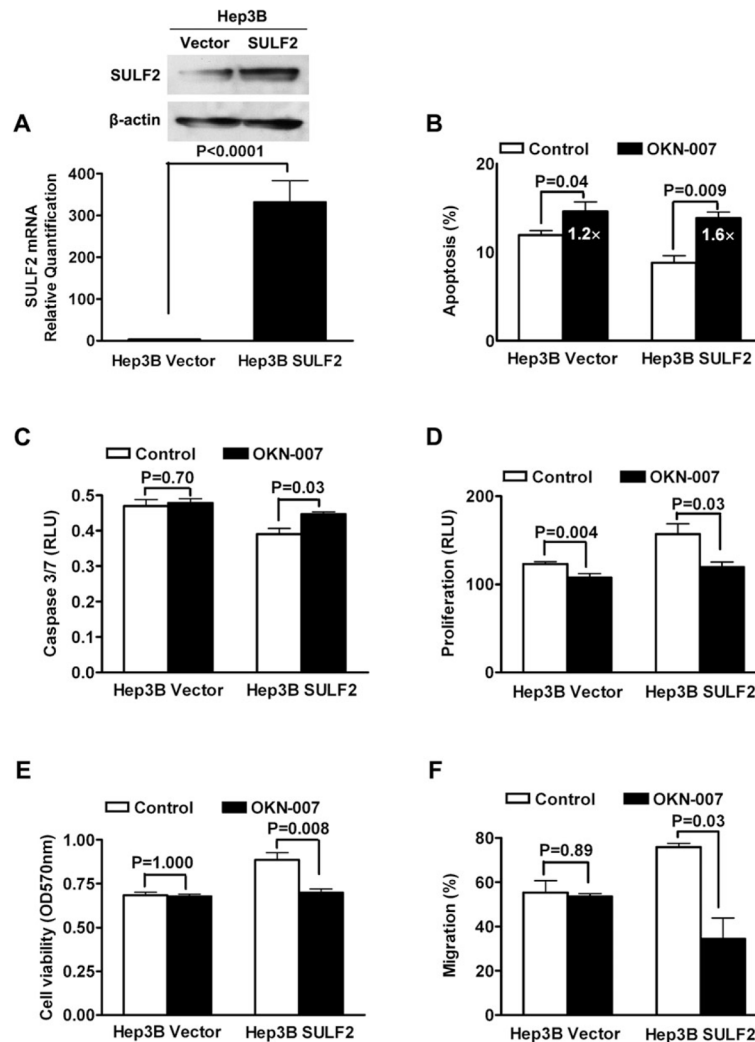 Hep3B
Vector SULF2
SULF2
β-actin
A
P<0.0001
SULF2 mRNA
Relative Quantification
400
300
200
100
0
Hep3B Vector Hep3B SULF2
B
Control OKN-007
Apoptosis (%)
20
10
0
P=0.04
P=0.009
1.2×
1.6×
Hep3B Vector Hep3B SULF2
C
Control OKN-007
P=0.70
P=0.03
Caspase 3/7 (RLU)
0.5
0.4
0.3
0.2
0.1
0.0
Hep3B Vector Hep3B SULF2
D
Control OKN-007
P=0.03
P=0.004
Proliferation (RLU)
200
100
0
Hep3B Vector Hep3B SULF2
E
Control OKN-007
P=0.008
P=1.000
Cell viability (OD570nm)
1.00
0.75
0.50
0.25
0.00
Hep3B Vector Hep3B SULF2
F
Control OKN-007
P=0.03
P=0.89
Migration (%)
80
60
40
20
0
Hep3B Vector Hep3B SULF2